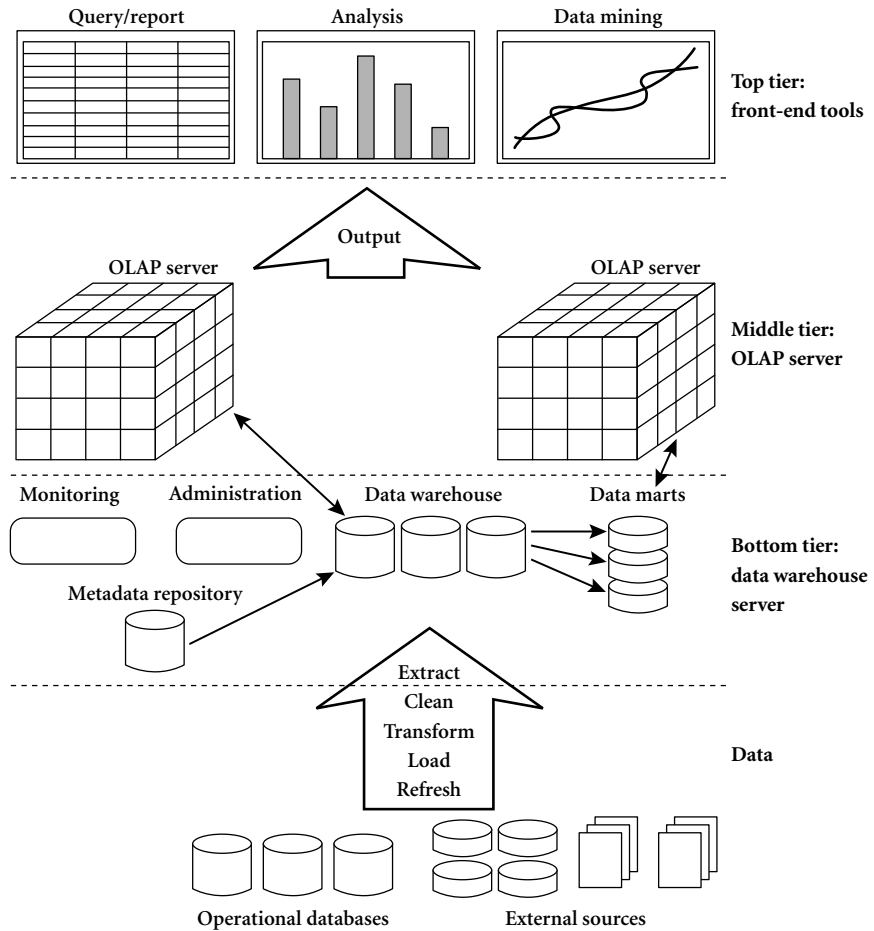 Query/report
Analysis
Data mining
Top tier:
front-end tools
Output
OLAP server
OLAP server
Middle tier:
OLAP server
Monitoring
Administration
Data warehouse
Data marts
Bottom tier:
data warehouse
server
Metadata repository
Extract
Clean
Transform
Load
Refresh
Data
Operational databases
External sources